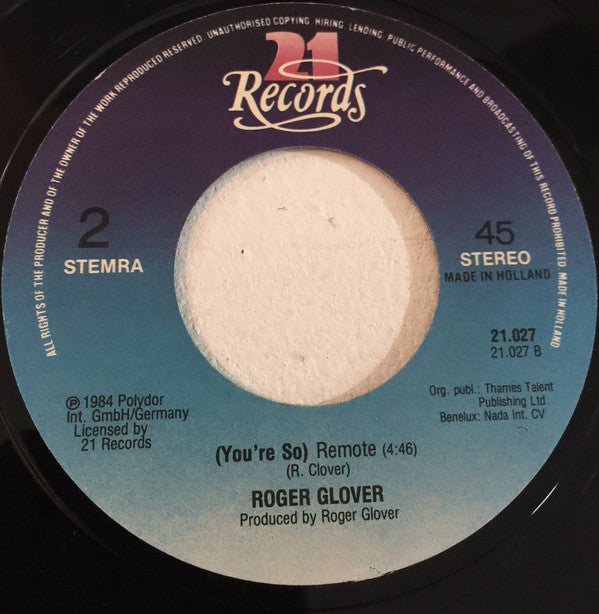 ALL RIGHTS OF THE PRODUCER AND OF THE OWNER OF THE WORK REPRODUCED RESERVED. UNAUTHORISED COPYING, HIRING, LENDING, PUBLIC PERFORMANCE AND BROADCASTING OF THIS RECORD PROHIBITED. MADE IN HOLLAND.
21
Records
2
STEMRA
45
STEREO
MADE IN HOLLAND
21.027
21.027 B
℗ 1984 Polydor
Int. GmbH/Germany
Licensed by
21 Records
Org. publ.: Thames Talent
Publishing Ltd.
Benelux: Nada Int. CV
(You're So) Remote (4:46)
(R. Clover)
ROGER GLOVER
Produced by Roger Glover